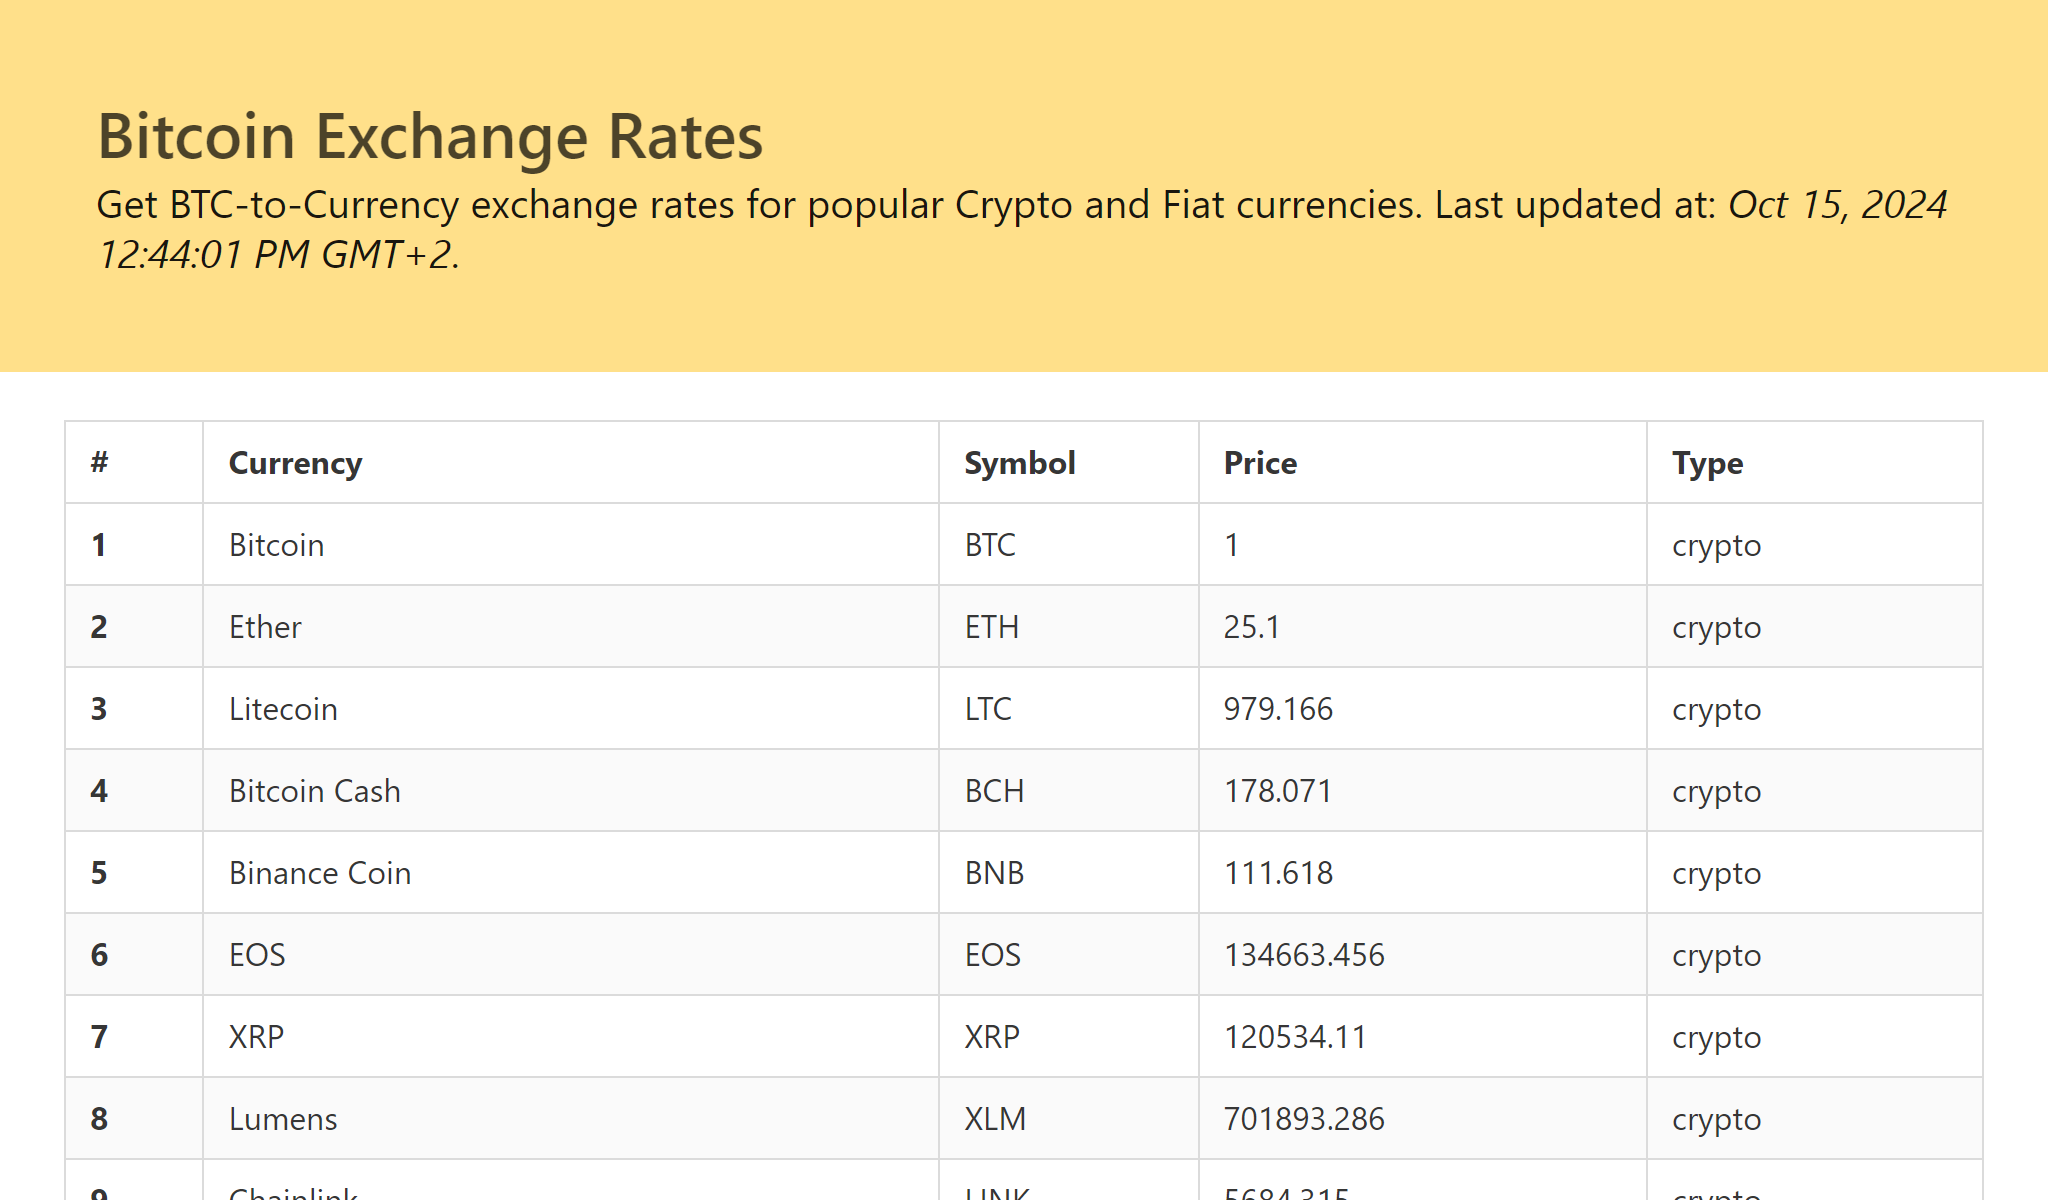 Bitcoin Exchange Rates
Get BTC-to-Currency exchange rates for popular Crypto and Fiat currencies. Last updated at: Oct 15, 2024
12:44:01 PM GMT+2.
# Currency Symbol Price Type
1 Bitcoin BTC 1 crypto
2 Ether ETH 25.1 crypto
3 Litecoin LTC 979.166 crypto
4 Bitcoin Cash BCH 178.071 crypto
5 Binance Coin BNB 111.618 crypto
6 EOS EOS 134663.456 crypto
7 XRP XRP 120534.11 crypto
8 Lumens XLM 701893.286 crypto
9 Chainlink LINK 5684.315 crypto